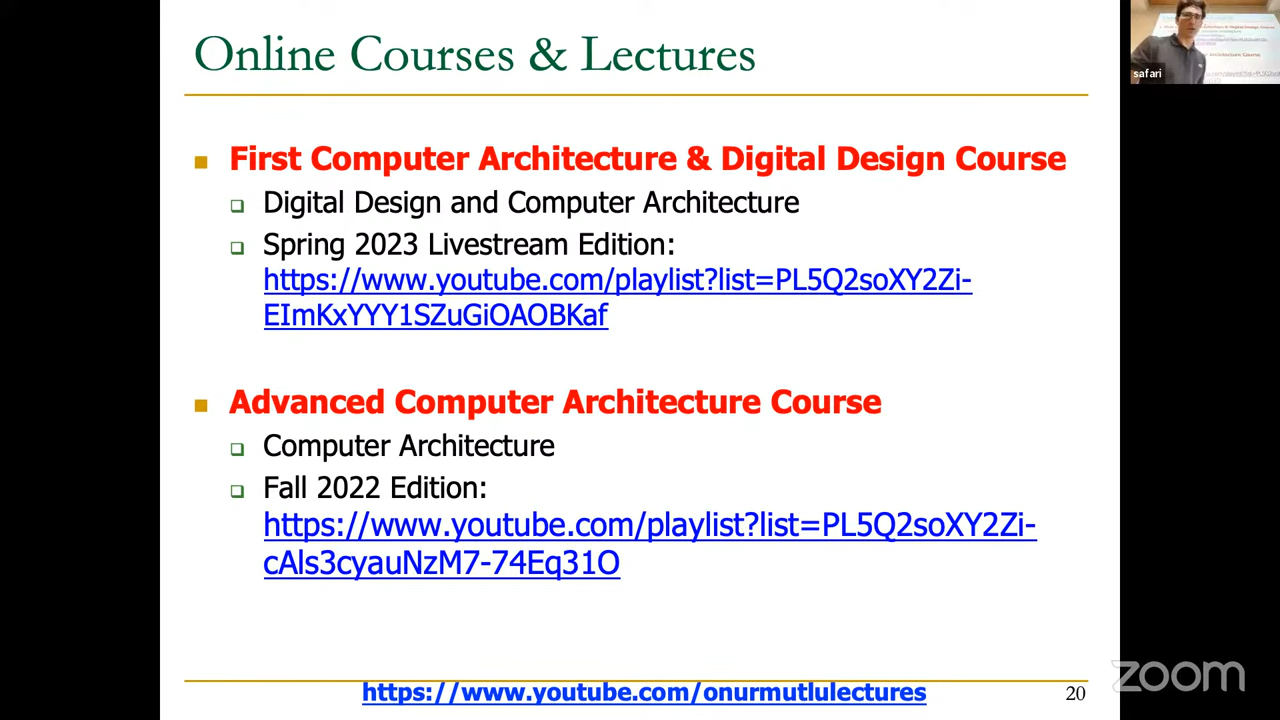 Online Courses & Lectures
safari
First Computer Architecture & Digital Design Course
Digital Design and Computer Architecture
Spring 2023 Livestream Edition:
https://www.youtube.com/playlist?list=PL5Q2soXY2Zi-
EImKxYYY1SZuGiOAOBKaf
Advanced Computer Architecture Course
Computer Architecture
Fall 2022 Edition:
https://www.youtube.com/playlist?list=PL5Q2soXY2Zi-
cAls3cyauNzM7-74Eq31O
https://www.youtube.com/onurmutlulectures
20
zoom